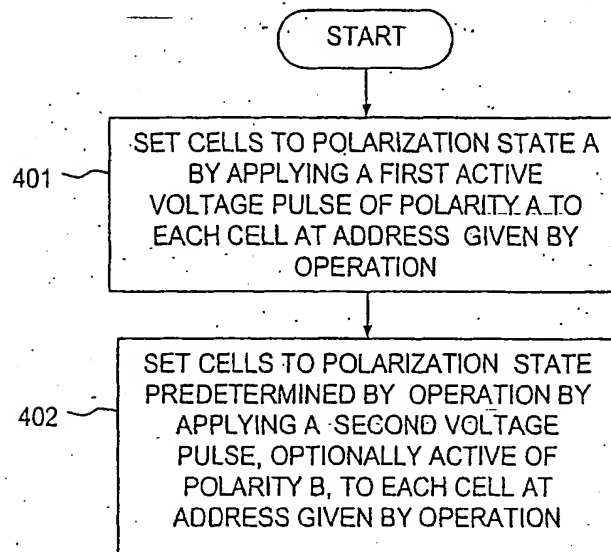 START
401
SET CELLS TO POLARIZATION STATE A
BY APPLYING A FIRST ACTIVE
VOLTAGE PULSE OF POLARITY A TO
EACH CELL AT ADDRESS GIVEN BY
OPERATION
402
SET CELLS TO POLARIZATION STATE
PREDETERMINED BY OPERATION BY
APPLYING A SECOND VOLTAGE
PULSE, OPTIONALLY ACTIVE OF
POLARITY B, TO EACH CELL AT
ADDRESS GIVEN BY OPERATION